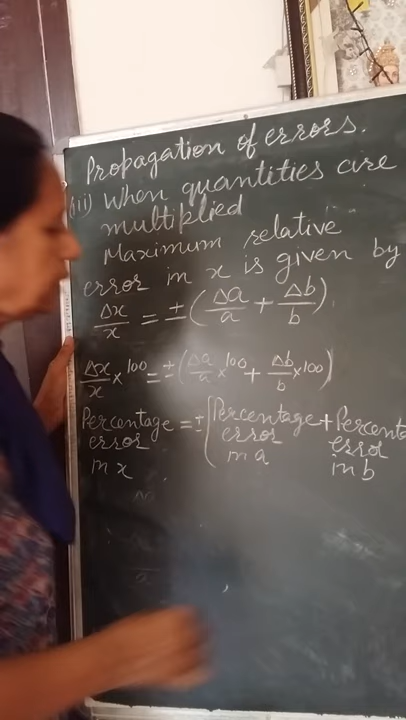 Propagation of errors.
(iii) When quantities are
multiplied
Maximum relative
error in x is given by
Δx/x = ± (Δa/a + Δb/b)
Δx/x × 100 = ± (Δa/a × 100 + Δb/b × 100)
Percentage = ± (Percentage + Percenta
error error error
in x in a in b